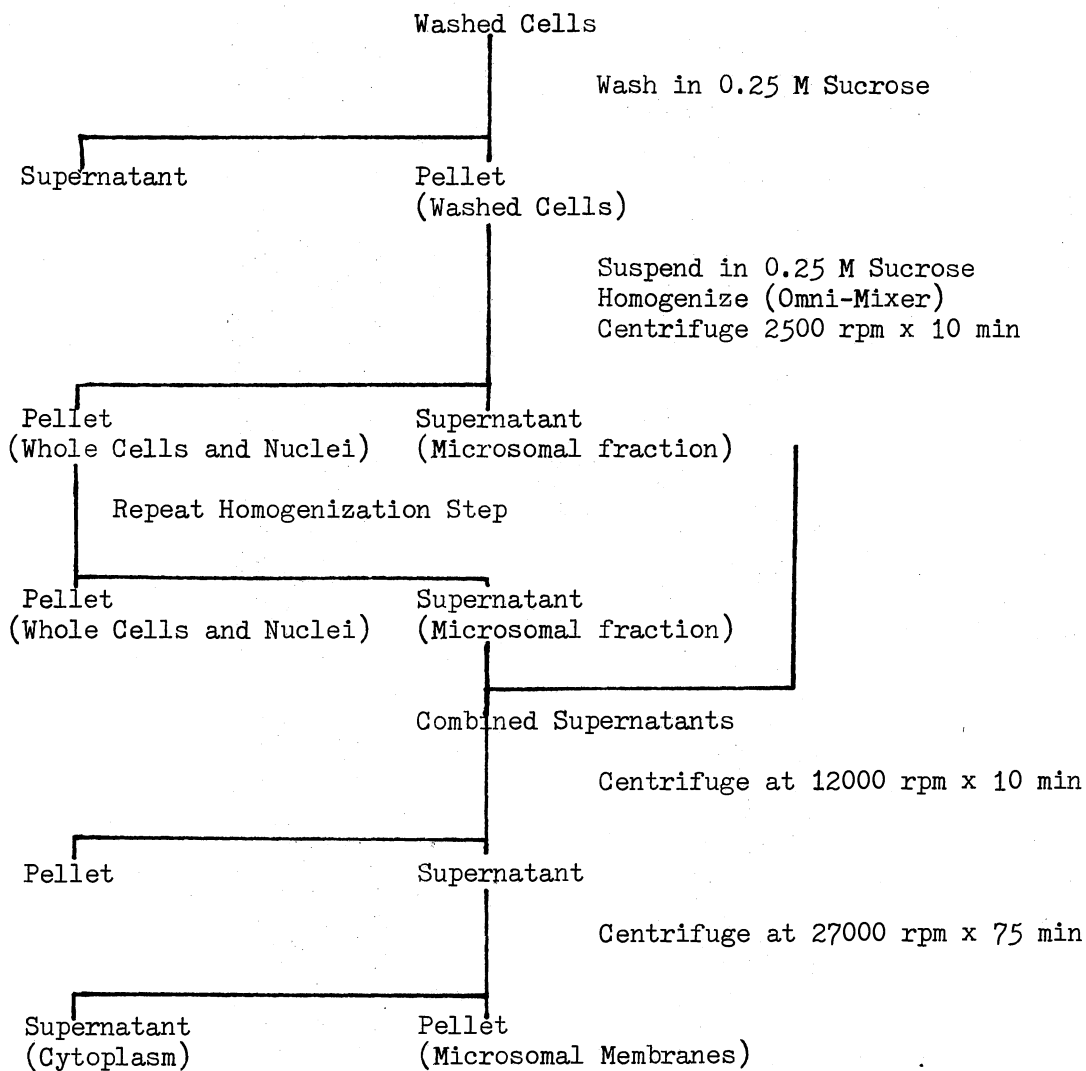 Washed Cells
Wash in 0.25 M Sucrose
Supernatant
Pellet
(Washed Cells)
Suspend in 0.25 M Sucrose
Homogenize (Omni-Mixer)
Centrifuge 2500 rpm x 10 min
Pellet
(Whole Cells and Nuclei)
Supernatant
(Microsomal fraction)
Repeat Homogenization Step
Pellet
(Whole Cells and Nuclei)
Supernatant
(Microsomal fraction)
Combined Supernatants
Centrifuge at 12000 rpm x 10 min
Pellet
Supernatant
Centrifuge at 27000 rpm x 75 min
Supernatant
(Cytoplasm)
Pellet
(Microsomal Membranes)